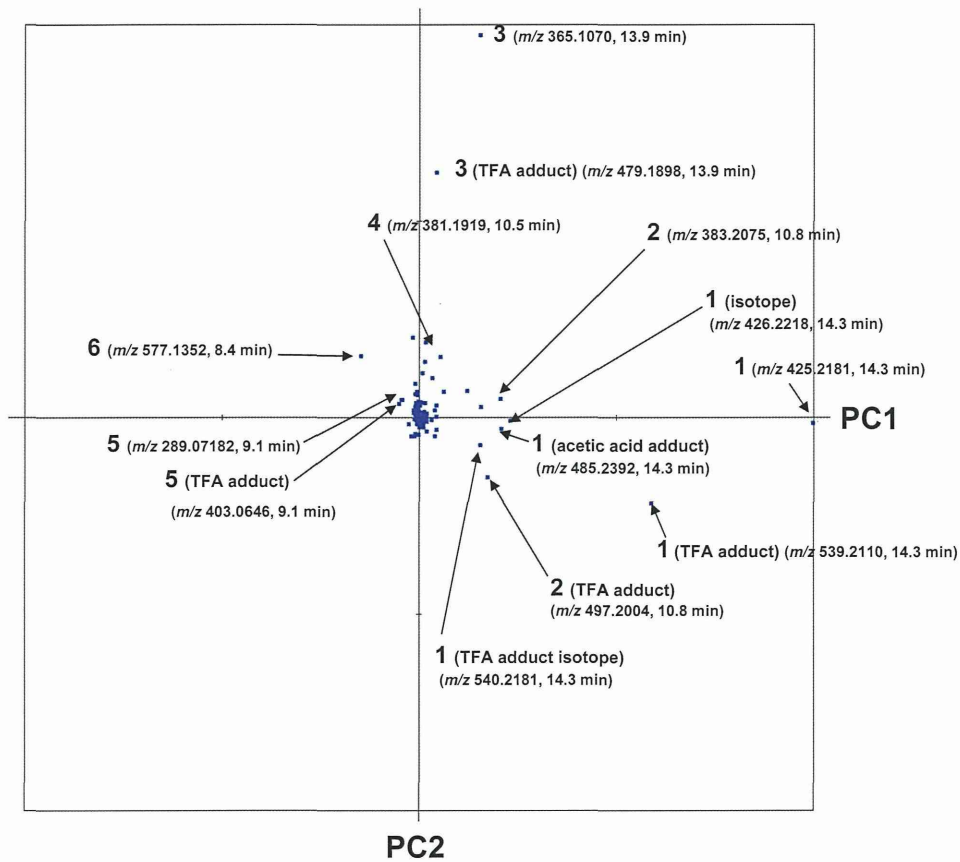 3 (m/z 365.1070, 13.9 min)
3 (TFA adduct) (m/z 479.1898, 13.9 min)
4 (m/z 381.1919, 10.5 min)
2 (m/z 383.2075, 10.8 min)
1 (isotope)
(m/z 426.2218, 14.3 min)
6 (m/z 577.1352, 8.4 min)
1 (m/z 425.2181, 14.3 min)
PC1
5 (m/z 289.07182, 9.1 min)
1 (acetic acid adduct)
(m/z 485.2392, 14.3 min)
5 (TFA adduct)
(m/z 403.0646, 9.1 min)
1 (TFA adduct) (m/z 539.2110, 14.3 min)
2 (TFA adduct)
(m/z 497.2004, 10.8 min)
1 (TFA adduct isotope)
(m/z 540.2181, 14.3 min)
PC2